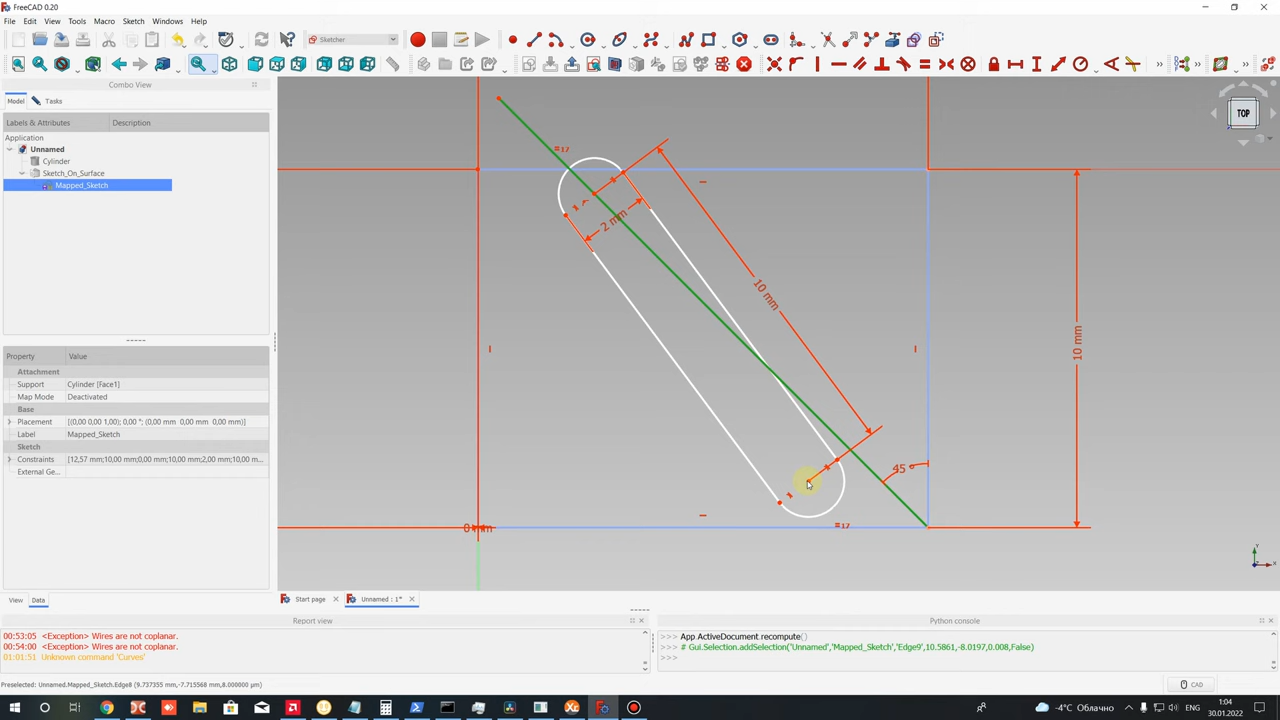 FreeCAD 0.20
File Edit View Tools Macro Sketch Windows Help
Sketcher
Combo View
Model Tasks
Labels & Attributes Description
Application
Unnamed
Cylinder
Sketch_On_Surface
Mapped_Sketch
Property Value
Attachment
Support Cylinder [Face1]
Map Mode Deactivated
Base
Placement [(0,00 0,00 1,00); 0,00 °; (0,00 mm 0,00 mm 0,00 mm)]
Label Mapped_Sketch
Sketch
Constraints [12,57 mm;10,00 mm;0,00 mm;10,00 mm;2,00 mm;10,00 m...
External Ge...
View Data
TOP
=17
2 mm
10 mm
10 mm
45 °
=17
Start page Unnamed : 1*
Report view
00:53:05 <Exception> Wires are not coplanar.
00:54:00 <Exception> Wires are not coplanar.
01:01:51 Unknown command 'Curves'
Python console
>>> App ActiveDocument recompute()
>>> # Gui.Selection.addSelection('Unnamed','Mapped_Sketch','Edge9',10.5861,-8.0197,0.008,False)
>>>
Preselected: Unnamed.Mapped_Sketch.Edge8 (9.737355 mm,-7.715568 mm,8.000000 µm)
CAD
-4°C Облачно
ENG
1:04
30.01.2022